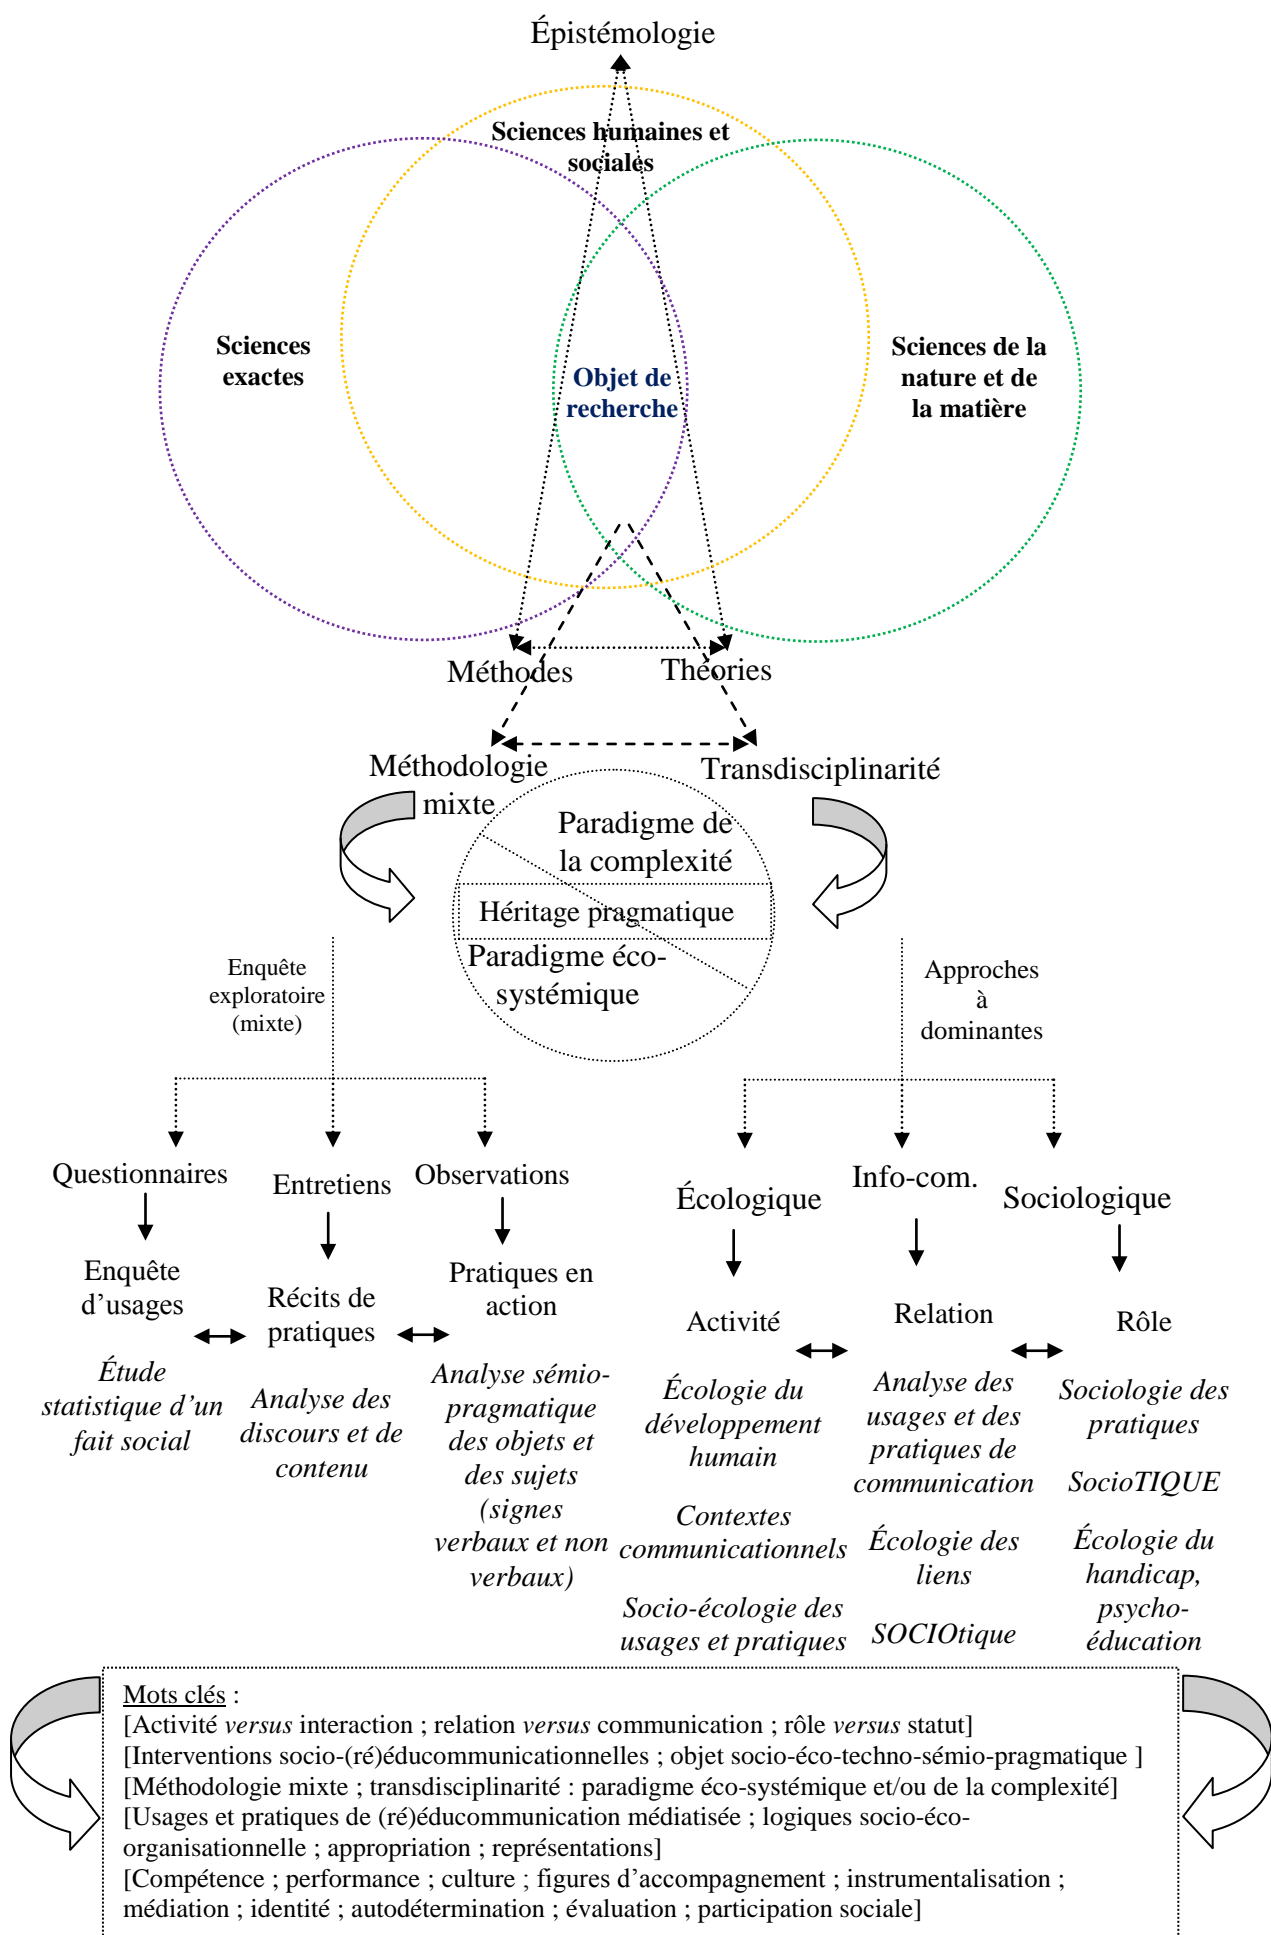 Épistémologie
Sciences humaines et
sociales
Sciences
exactes
Objet de
recherche
Sciences de la
nature et de
la matière
Méthodes
Théories
Méthodologie
mixte
Transdisciplinarité
Paradigme de
la complexité
Héritage pragmatique
Paradigme éco-
systémique
Enquête
exploratoire
(mixte)
Approches
à
dominantes
Questionnaires
Entretiens
Observations
Écologique
Info-com.
Sociologique
Enquête
d’usages
Récits de
pratiques
Pratiques en
action
Activité
Relation
Rôle
Étude
statistique d’un
fait social
Analyse des
discours et de
contenu
Analyse sémio-
pragmatique
des objets et
des sujets
(signes
verbaux et non
verbaux)
Écologie du
développement
humain
Contextes
communicationnels
Socio-écologie des
usages et pratiques
Analyse des
usages et des
pratiques de
communication
Écologie des
liens
SOCIOtique
Sociologie des
pratiques
SocioTIQUE
Écologie du
handicap,
psycho-
éducation
Mots clés :
[Activité versus interaction ; relation versus communication ; rôle versus statut]
[Interventions socio-(ré)éducommunicationnelles ; objet socio-éco-techno-sémio-pragmatique ]
[Méthodologie mixte ; transdisciplinarité : paradigme éco-systémique et/ou de la complexité]
[Usages et pratiques de (ré)éducommunication médiatisée ; logiques socio-éco-
organisationnelle ; appropriation ; représentations]
[Compétence ; performance ; culture ; figures d’accompagnement ; instrumentalisation ;
médiation ; identité ; autodétermination ; évaluation ; participation sociale]